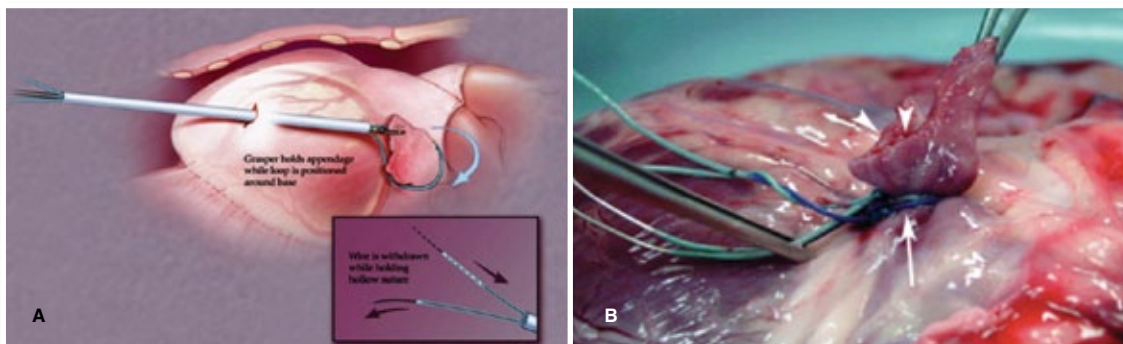 Grasper holds appendage
while loop is positioned
around base
Wire is withdrawn
while holding
hollow suture
A
B